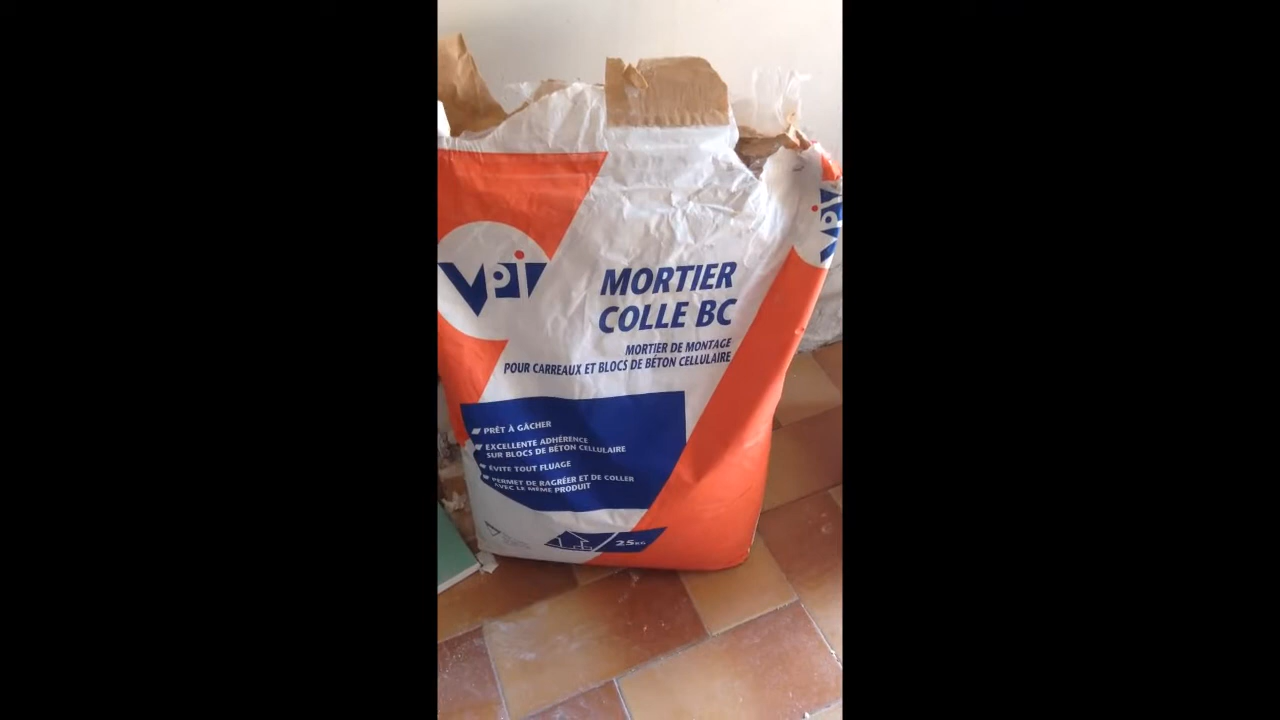 VPI
MORTIER
COLLE BC
MORTIER DE MONTAGE
POUR CARREAUX ET BLOCS DE BÉTON CELLULAIRE
PRÊT À GÂCHER
EXCELLENTE ADHÉRENCE
SUR BLOCS DE BÉTON CELLULAIRE
ÉVITE TOUT FLUAGE
PERMET DE RAGRÉER ET DE COLLER
AVEC LE MÊME PRODUIT
25KG
VPI